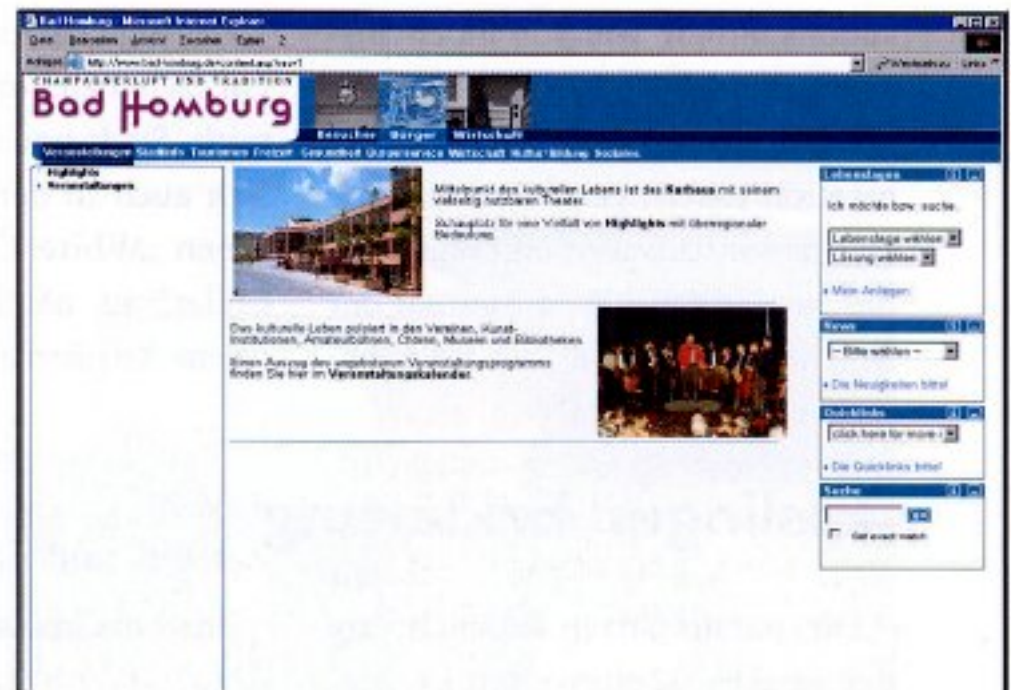 Bad Homburg - Microsoft Internet Explorer
Datei Bearbeiten Ansicht Favoriten Extras ?
CHAMPAGNERLUFT UND TRADITION
Bad Homburg
Besucher Bürger Wirtschaft
Veranstaltungen Stadtinfo Tourismus Freizeit Gesundheit Bürgerservice Wirtschaft Kultur/Bildung Soziales
Highlights
Veranstaltungen
Mittelpunkt des kulturellen Lebens ist das Kurhaus mit seinem
vielseitig nutzbaren Theater.
Schauplatz für eine Vielfalt von Highlights mit überregionaler
Bedeutung.
Das kulturelle Leben pulsiert in den Vereinen, Kunst-
Institutionen, Amateurbühnen, Chören, Museen und Bibliotheken.
Einen Auszug des Veranstaltungsprogramms
finden Sie hier im Veranstaltungskalender.
Lebenslagen
Ich möchte bzw. suche.
Lebenslage wählen
Lösung wählen
Mein Anliegen
News
-- Bitte wählen --
Die Neuigkeiten bitte!
Quicklinks
click here for more
Die Quicklinks bitte!
Suche
Get exact match